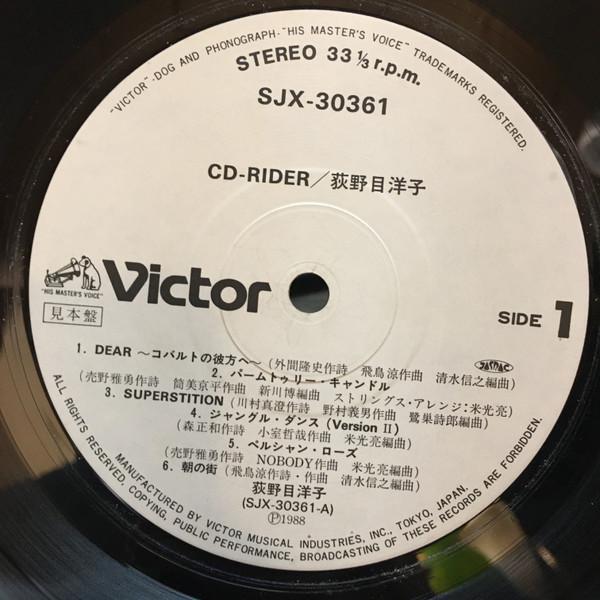 "VICTOR"-DOG AND PHONOGRAPH-"HIS MASTER'S VOICE" TRADEMARKS REGISTERED.
STEREO 33 1/3 r.p.m.
SJX-30361
CD-RIDER／荻野目洋子
"HIS MASTER'S VOICE"
Victor
見本盤
SIDE 1
JASRAC
1. DEAR 〜コバルトの彼方へ〜 (外間隆史作詩 飛鳥涼作曲 清水信之編曲)
2. パームトゥリー・キャンドル
(売野雅勇作詩 筒美京平作曲 新川博編曲 ストリングス・アレンジ:米光亮)
3. SUPERSTITION (川村真澄作詩 野村義男作曲 鷺巣詩郎編曲)
4. ジャングル・ダンス (Version II)
(森正和作詩 小室哲哉作曲 米光亮編曲)
5. ペルシャン・ローズ
(売野雅勇作詩 NOBODY作曲 米光亮編曲)
6. 朝の街 (飛鳥涼作詩・作曲 清水信之編曲)
荻野目洋子
(SJX-30361-A)
Ⓟ1988
MANUFACTURED BY VICTOR MUSICAL INDUSTRIES, INC., TOKYO, JAPAN.
ALL RIGHTS RESERVED, COPYING, PUBLIC PERFORMANCE, BROADCASTING OF THESE RECORDS ARE FORBIDDEN.